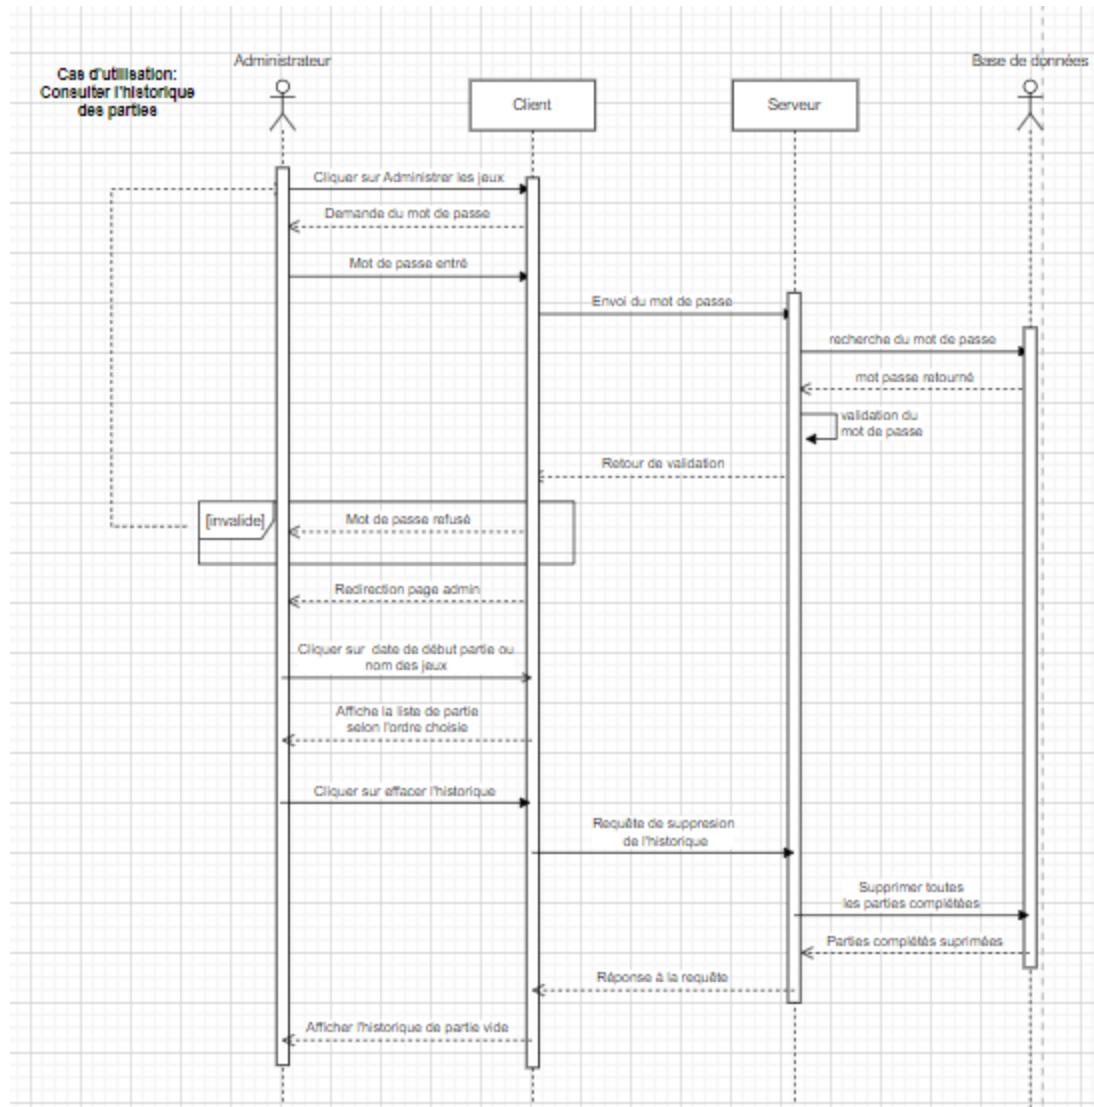 Administrateur
Base de données
Cas d'utilisation:
Consulter l'historique
des parties
Client
Serveur
Cliquer sur Administrer les jeux
Demande du mot de passe
Mot de passe entré
Envoi du mot de passe
recherche du mot de passe
mot passe retourné
validation du
mot de passe
Retour de validation
[invalide]
Mot de passe refusé
Redirection page admin
Cliquer sur date de début partie ou
nom des jeux
Affiche la liste de partie
selon l'ordre choisie
Cliquer sur effacer l'historique
Requête de suppresion
de l'historique
Supprimer toutes
les parties complétées
Parties complétés suprimées
Réponse à la requête
Afficher l'historique de partie vide